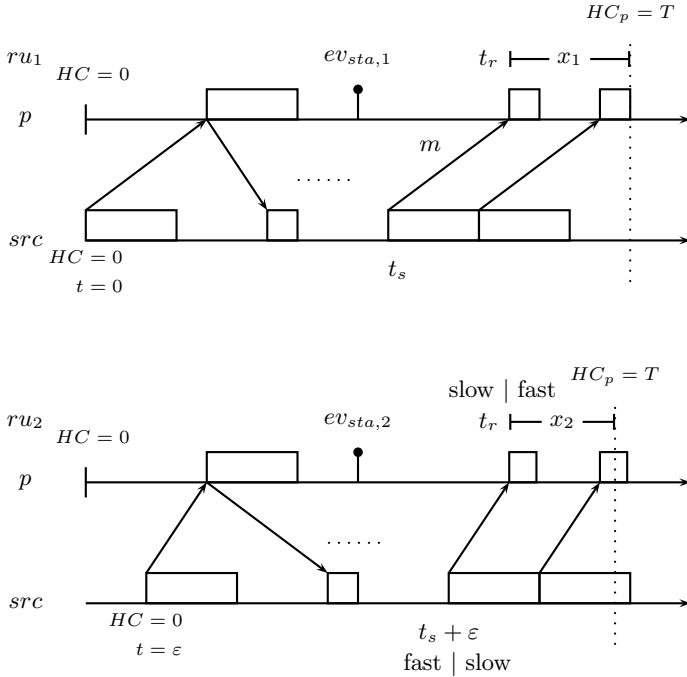 HC_p = T
ru_1
HC = 0
ev_{sta,1}
t_r
x_1
p
m
......
src
HC = 0
t = 0
t_s
slow | fast
HC_p = T
ru_2
HC = 0
ev_{sta,2}
t_r
x_2
p
......
src
HC = 0
t = ε
t_s + ε
fast | slow